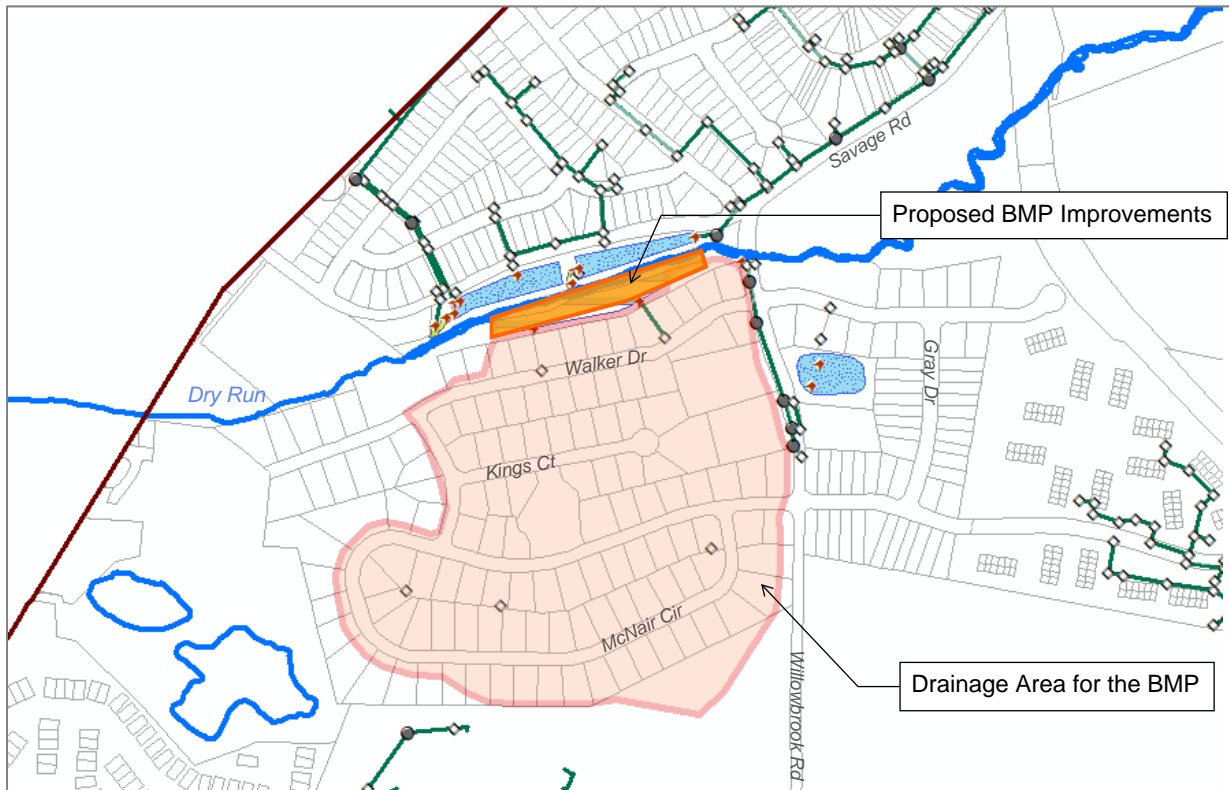 Savage Rd
Proposed BMP Improvements
Walker Dr
Gray Dr
Dry Run
Kings Ct
McNair Cir
Willowbrook Rd
Drainage Area for the BMP